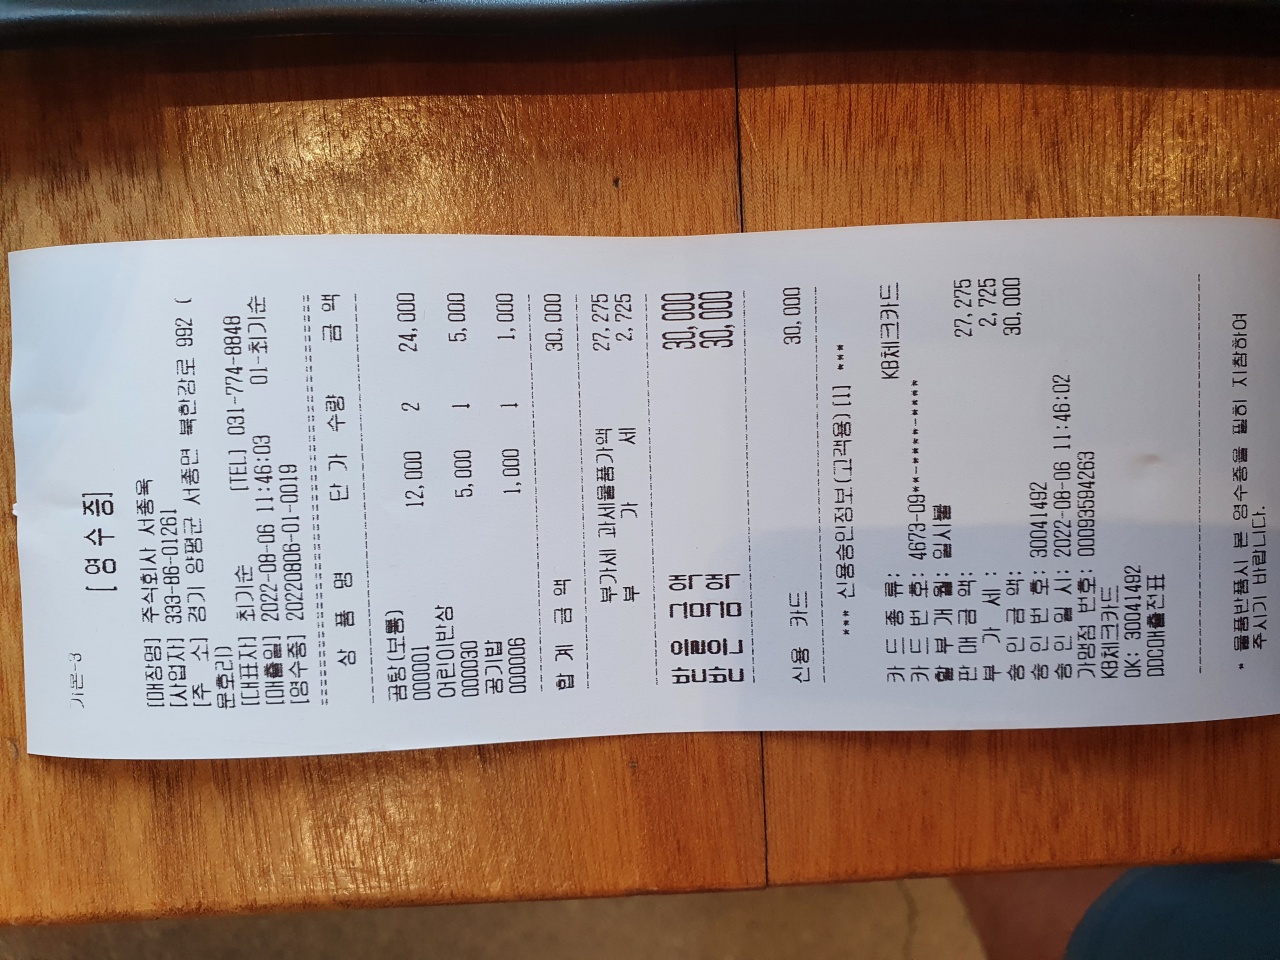 기본-3
[영 수 증]
[매장명] 주식회사 서종옥
[사업자] 333-86-01261
[주 소] 경기 양평군 서종면 북한강로 992 (
문호리)
[대표자] 최기순 [TEL] 031-774-8848
[매출일] 2022-08-06 11:46:03 01-최기순
[영수증] 20220806-01-0019
========================================
상 품 명 단 가 수량 금 액
----------------------------------------
곰탕(보통)
000001 12,000 2 24,000
어린이반상
000030 5,000 1 5,000
공기밥
000006 1,000 1 1,000
----------------------------------------
합 계 금 액 30,000
----------------------------------------
부가세 과세물품가액 27,275
부 가 세 2,725
----------------------------------------
받을금액 30,000
받은금액 30,000
----------------------------------------
신용 카드 30,000
----------------------------------------
*** 신용승인정보(고객용) [1] ***
카 드 종 류: KB체크카드
카 드 번 호: 4673-09**-****-****
할 부 개 월: 일시불
판 매 금 액: 27,275
부 가 세 : 2,725
승 인 금 액: 30,000
승 인 번 호: 30041492
승 인 일 시: 2022-08-06 11:46:02
가맹점 번호: 00093594263
KB체크카드
OK: 30041492
DDC매출전표
----------------------------------------
* 물품반품시 본 영수증을 필히 지참하여
주시기 바랍니다.